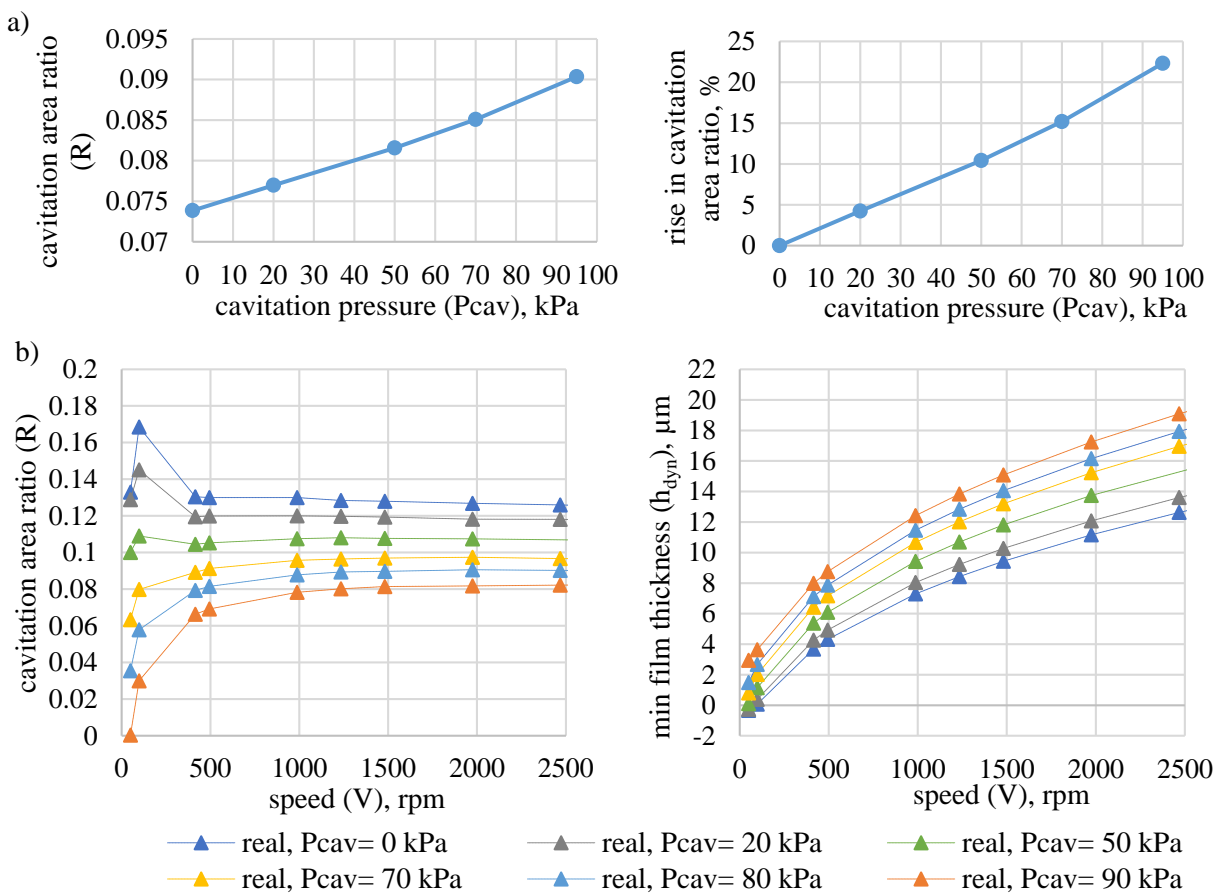 a)
cavitation area ratio
(R)
0.095
0.09
0.085
0.08
0.075
0.07
0 10 20 30 40 50 60 70 80 90 100
cavitation pressure (Pcav), kPa
rise in cavitation
area ratio, %
25
20
15
10
5
0
0 10 20 30 40 50 60 70 80 90 100
cavitation pressure (Pcav), kPa
b)
cavitation area ratio (R)
0.2
0.18
0.16
0.14
0.12
0.1
0.08
0.06
0.04
0.02
0
0 500 1000 1500 2000 2500
speed (V), rpm
min film thickness (hdyn), µm
22
20
18
16
14
12
10
8
6
4
2
0
-2
0 500 1000 1500 2000 2500
speed (V), rpm
real, Pcav= 0 kPa real, Pcav= 20 kPa real, Pcav= 50 kPa
real, Pcav= 70 kPa real, Pcav= 80 kPa real, Pcav= 90 kPa